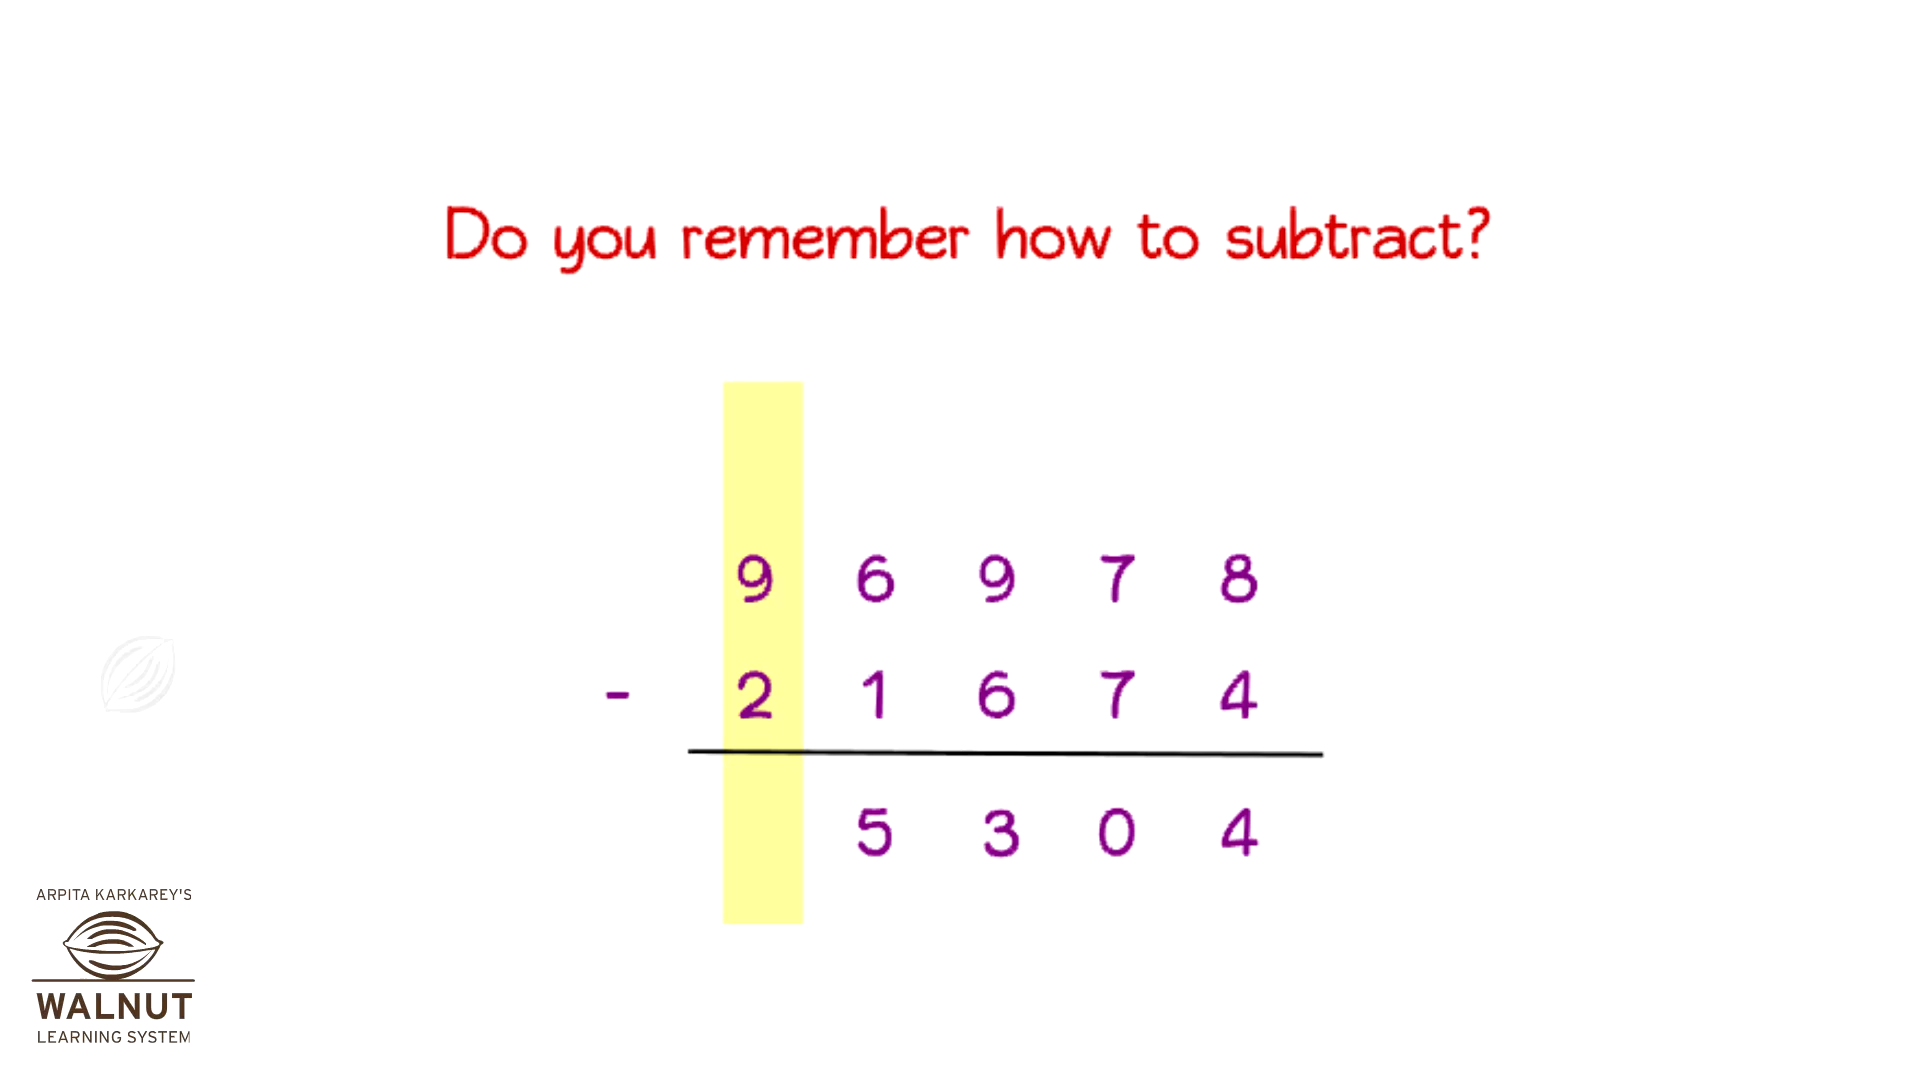 Do you remember how to subtract?
9 6 9 7 8
- 2 1 6 7 4
5 3 0 4
ARPITA KARKAREY'S
WALNUT
LEARNING SYSTEM